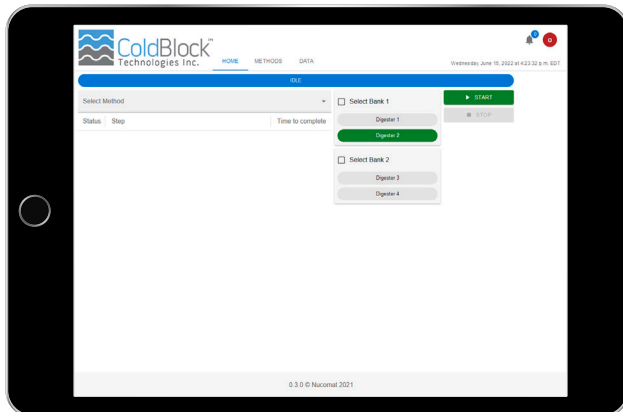 ColdBlock™
Technologies Inc.
HOME METHODS DATA
0
O
Wednesday, June 15, 2022 at 4:23:32 p.m. EDT
IDLE
Select Method
Status Step Time to complete
Select Bank 1
Digester 1
Digester 2
Select Bank 2
Digester 3
Digester 4
START
STOP
0.3.0 © Nucomat 2021